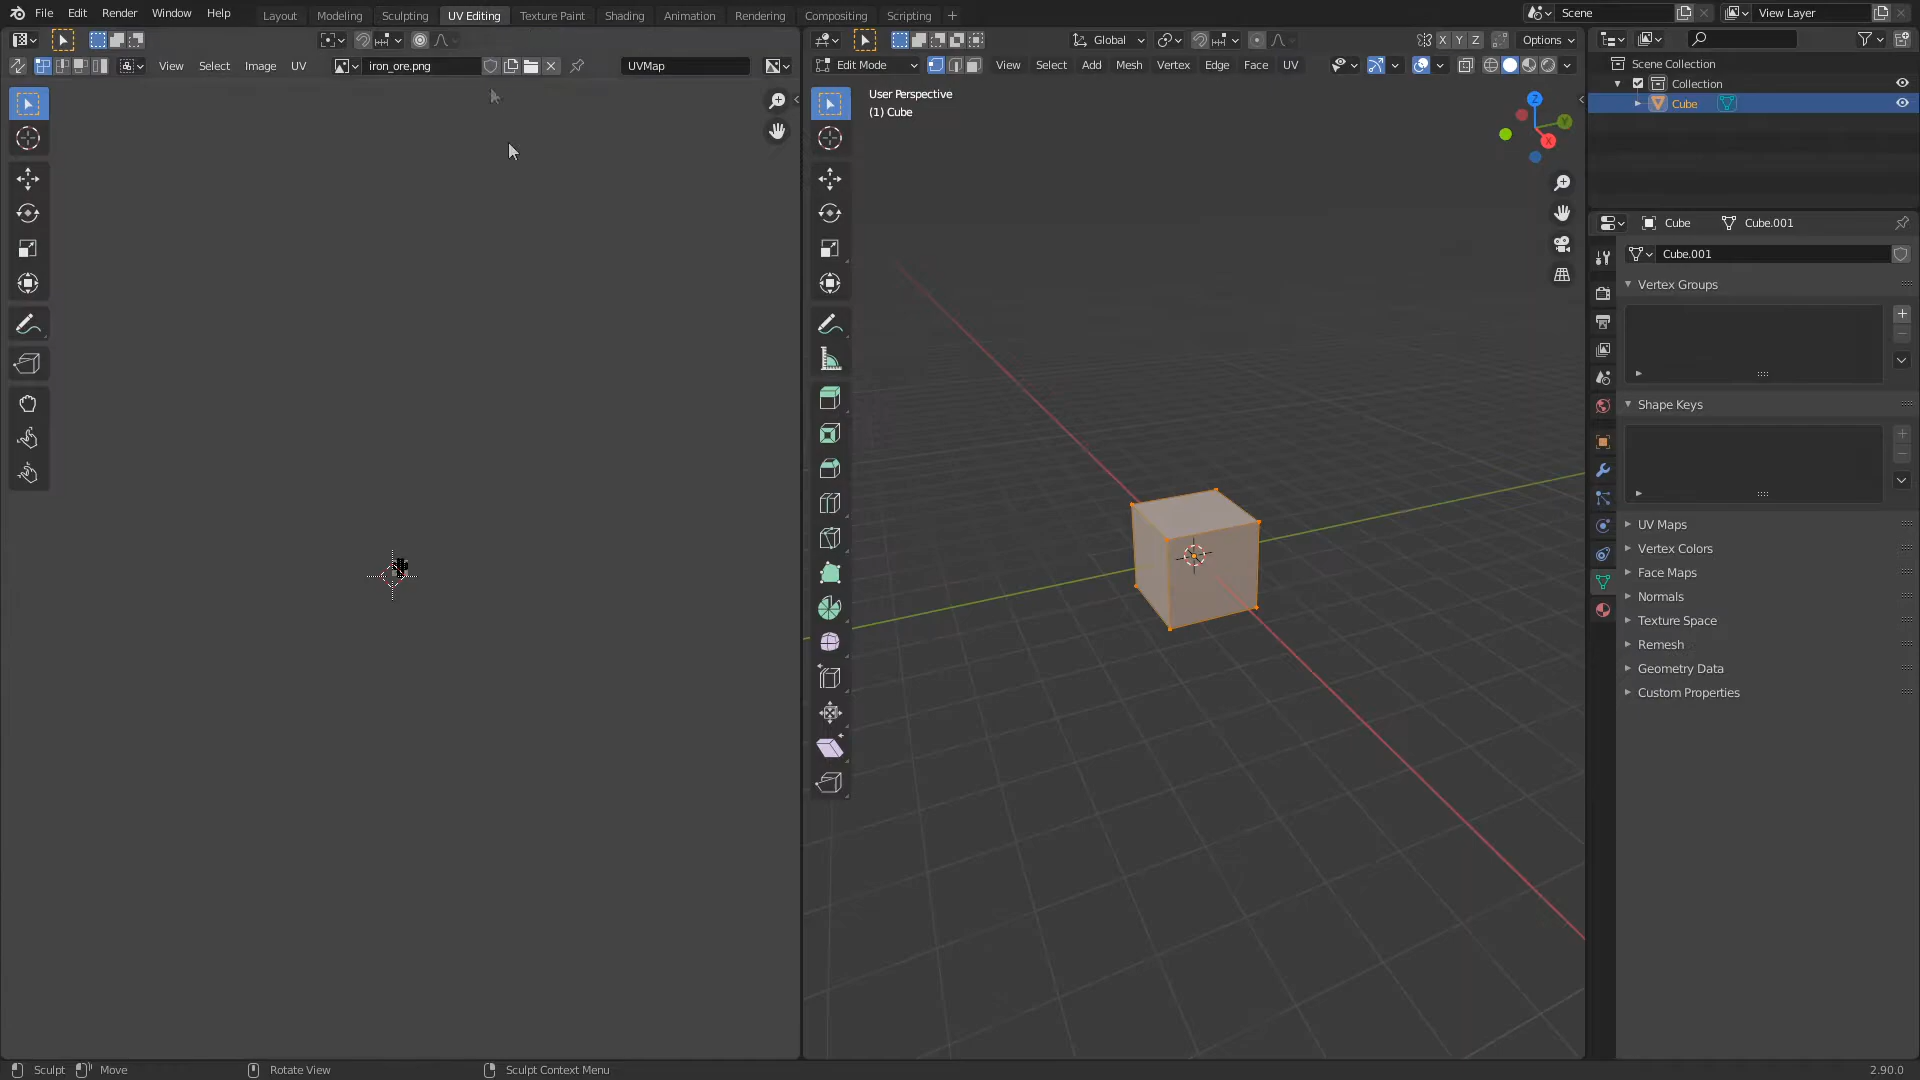 File Edit Render Window Help Layout Modeling Sculpting UV Editing Texture Paint Shading Animation Rendering Compositing Scripting + Scene View Layer
Global X Y Z Options
View Select Image UV iron_ore.png UVMap Edit Mode View Select Add Mesh Vertex Edge Face UV
Scene Collection
Collection
Cube
User Perspective
(1) Cube
Z
Y
X
Cube Cube.001
Cube.001
Vertex Groups
Shape Keys
UV Maps
Vertex Colors
Face Maps
Normals
Texture Space
Remesh
Geometry Data
Custom Properties
Sculpt Move Rotate View Sculpt Context Menu 2.90.0